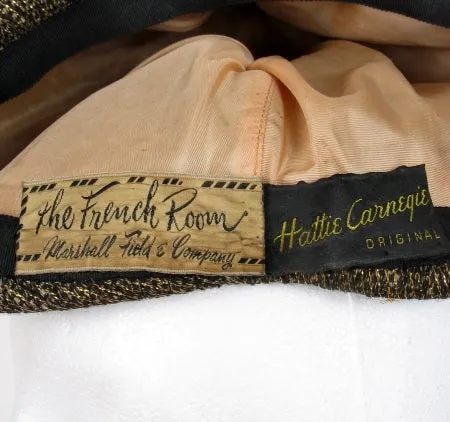 The French Room
Marshall Field & Company
Hattie Carnegie
ORIGINAL